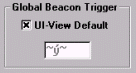 Global Beacon Trigger
UI-View Default
~ÿ~